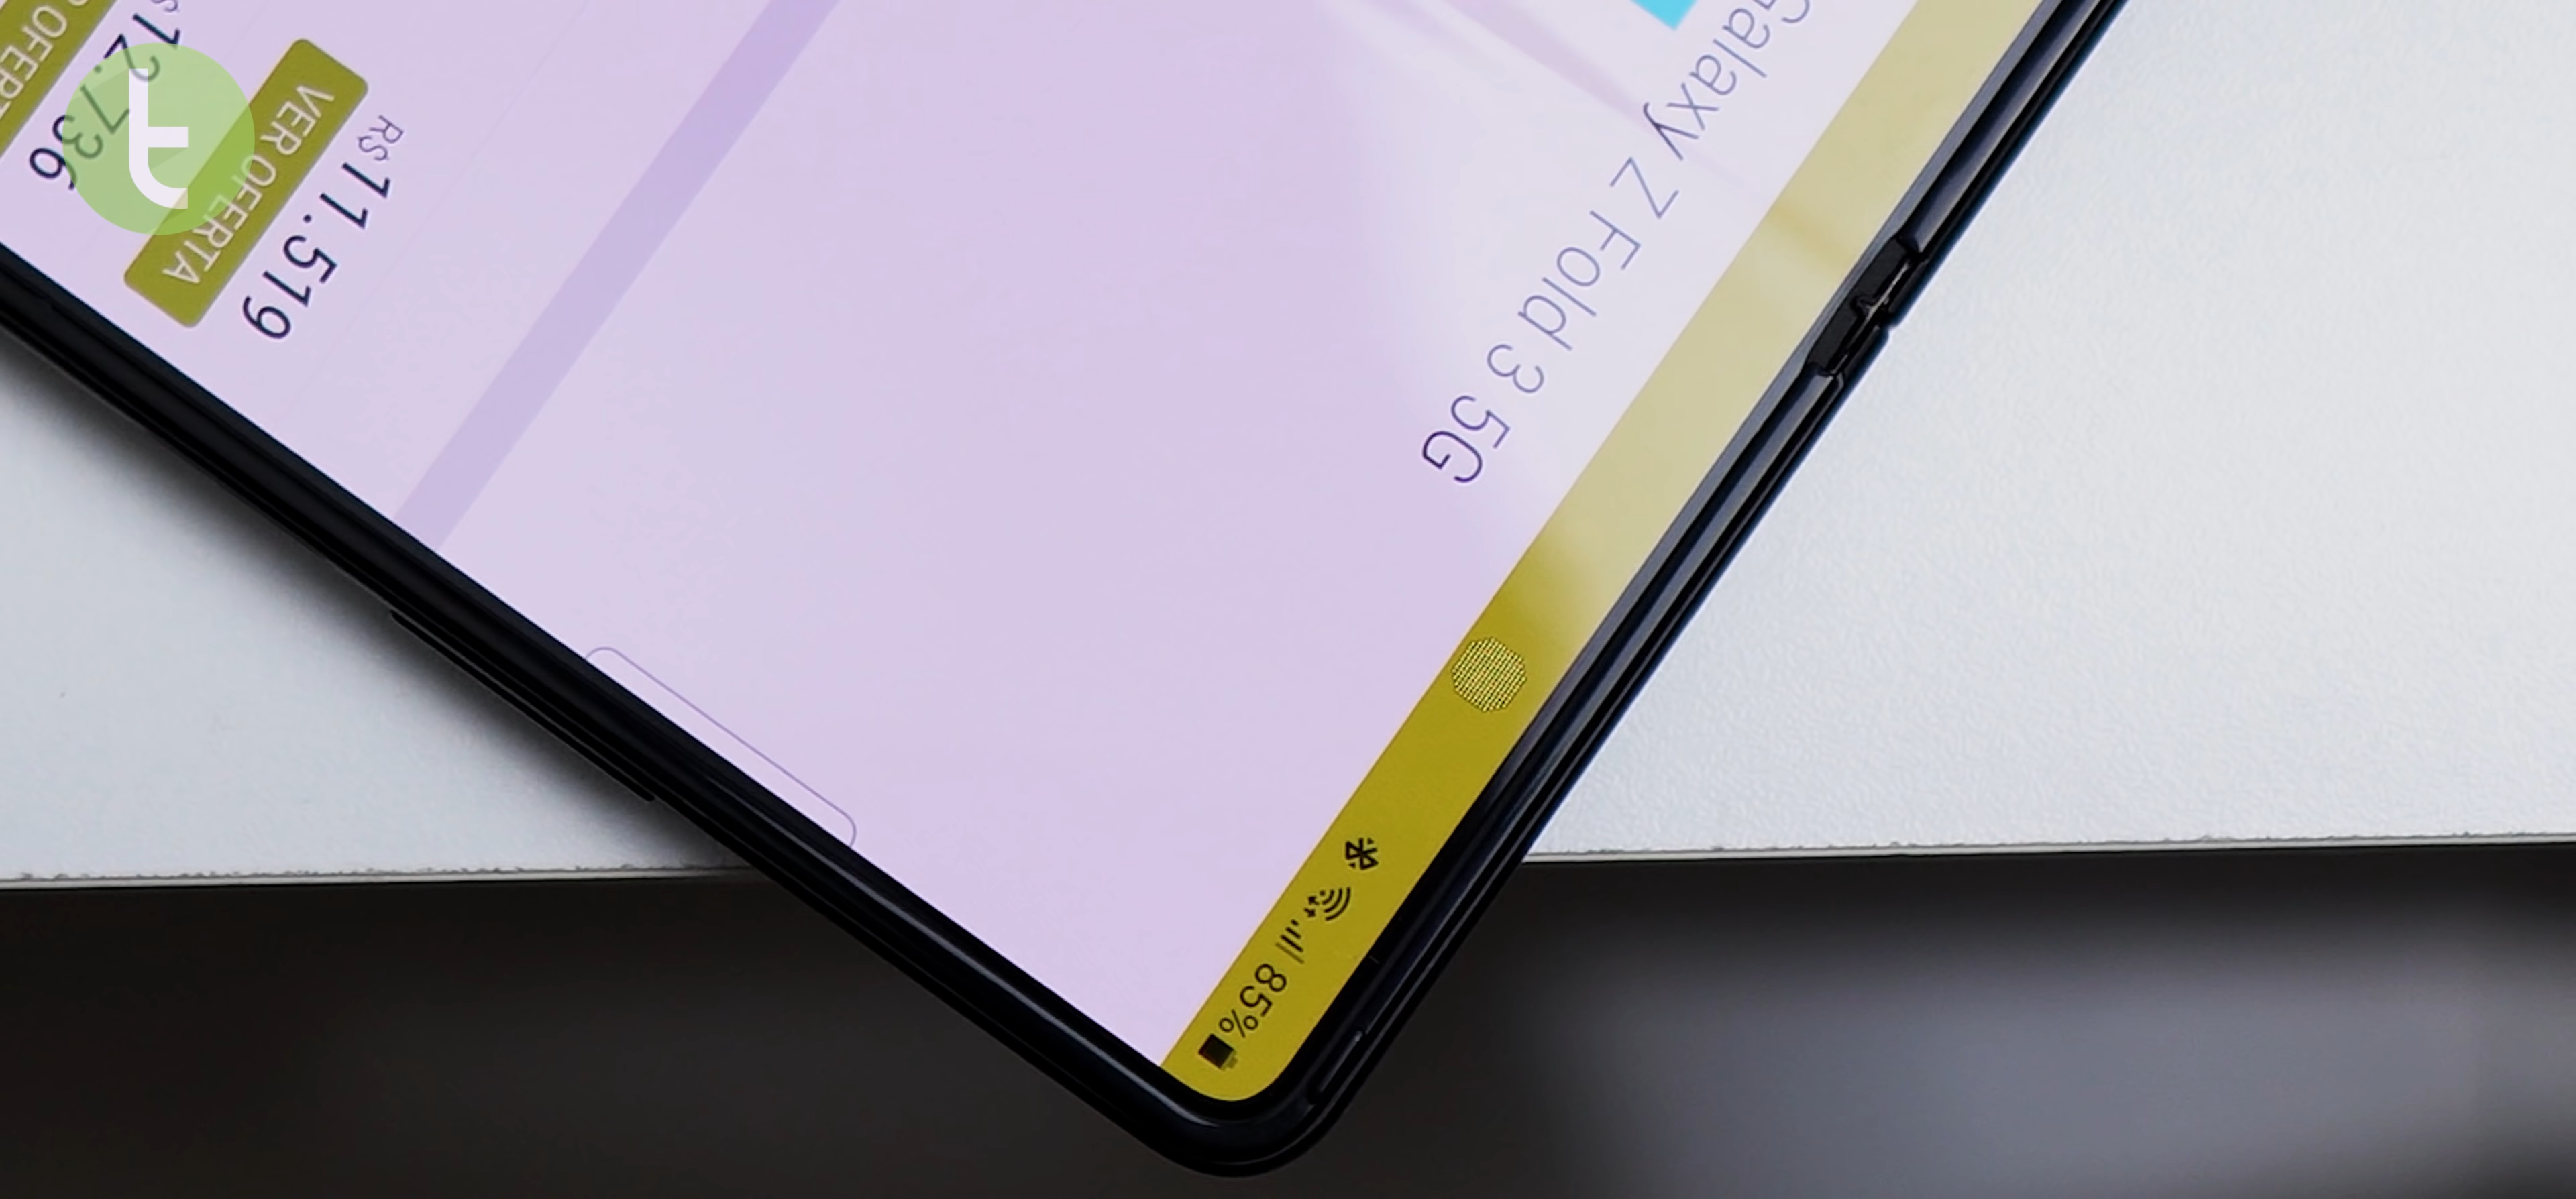 85%
Galaxy Z Fold 3 5G
R$11.519
VER OFERTA
12.736
OFERTA
t